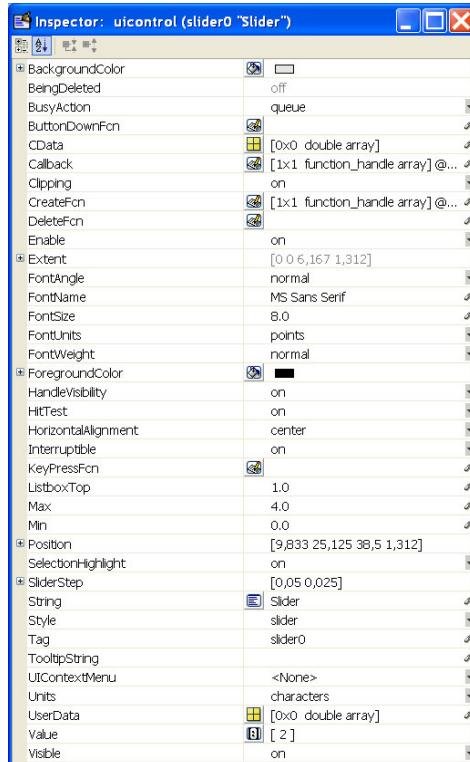 Inspector: uicontrol (slider0 "Slider")
BackgroundColor
BeingDeleted off
BusyAction queue
ButtonDownFcn
CData [0x0 double array]
Callback [1x1 function_handle array] @...
Clipping on
CreateFcn [1x1 function_handle array] @...
DeleteFcn
Enable on
Extent [0 0 6,167 1,312]
FontAngle normal
FontName MS Sans Serif
FontSize 8.0
FontUnits points
FontWeight normal
ForegroundColor
HandleVisibility on
HitTest on
HorizontalAlignment center
Interruptible on
KeyPressFcn
ListboxTop 1.0
Max 4.0
Min 0.0
Position [9,833 25,125 38,5 1,312]
SelectionHighlight on
SliderStep [0,05 0,025]
String Slider
Style slider
Tag slider0
TooltipString
UIContextMenu <None>
Units characters
UserData [0x0 double array]
Value [ 2 ]
Visible on